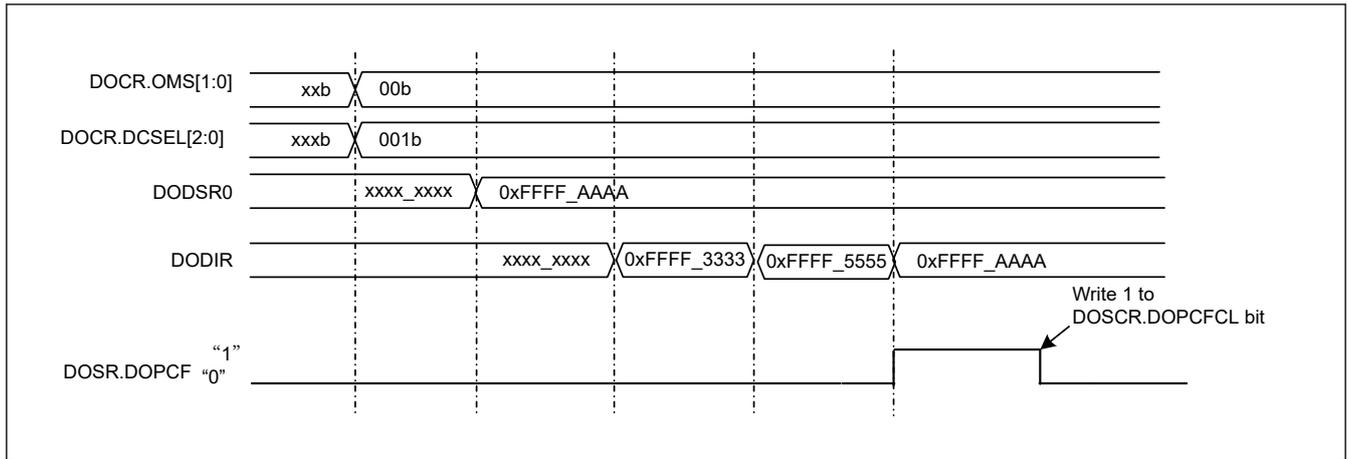 DOCR.OMS[1:0] xxb 00b
DOCR.DCSEL[2:0] xxxb 001b
DODSR0 xxxx_xxxx 0xFFFF_AAAA
DODIR xxxx_xxxx 0xFFFF_3333 0xFFFF_5555 0xFFFF_AAAA
Write 1 to
DOSCR.DOPCFCL bit
“1”
DOSR.DOPCF “0”